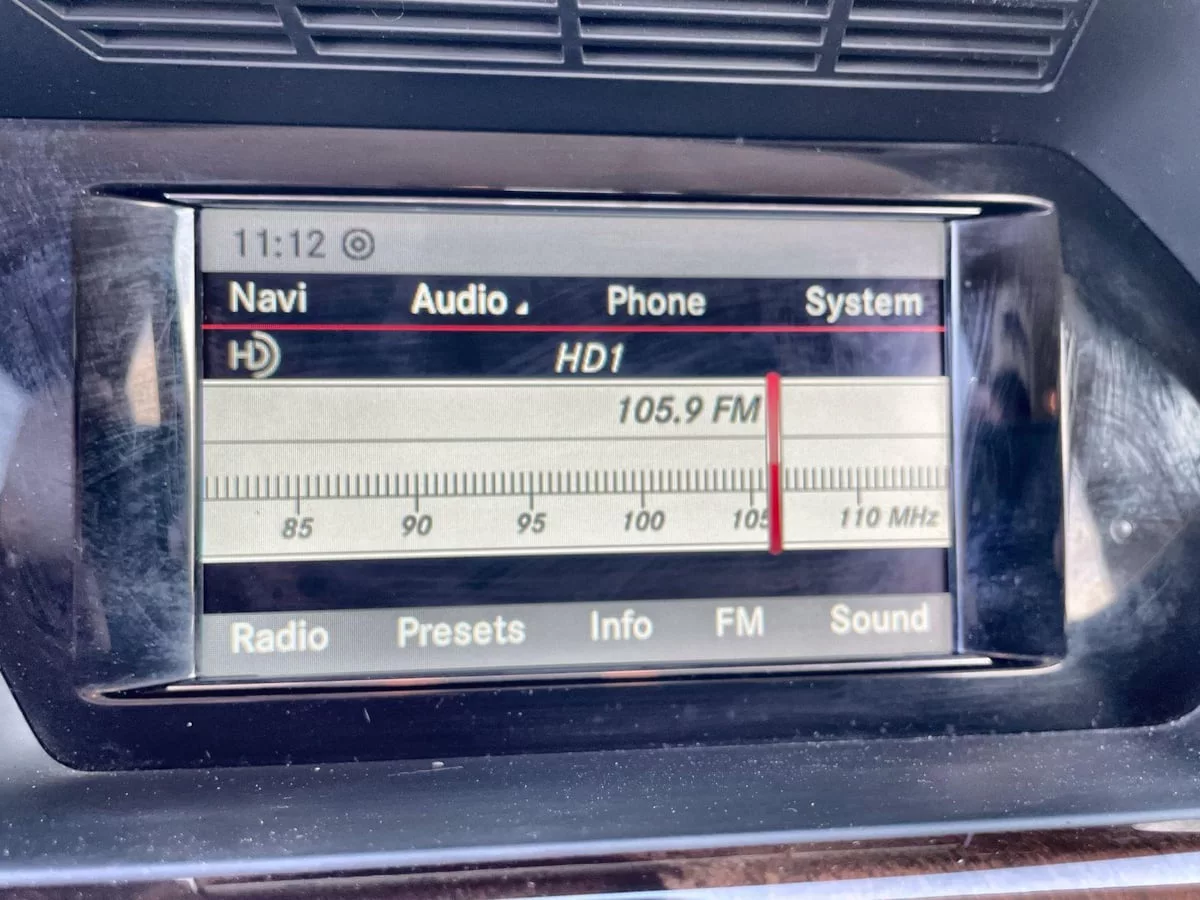 11:12
Navi Audio Phone System
HD HD1
105.9 FM
85 90 95 100 105 110 MHz
Radio Presets Info FM Sound